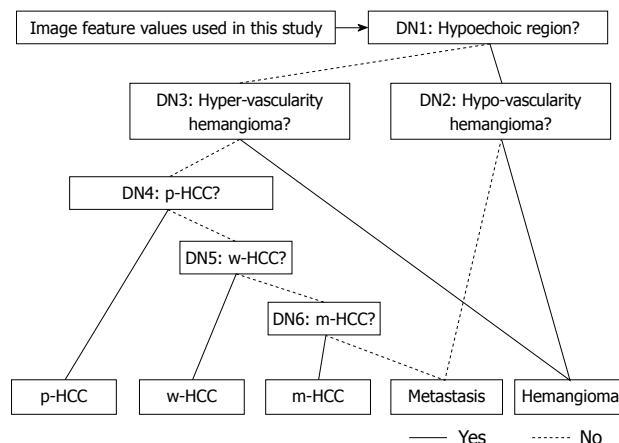 Image feature values used in this study
DN1: Hypoechoic region?
DN3: Hyper-vascularity
hemangioma?
DN2: Hypo-vascularity
hemangioma?
DN4: p-HCC?
DN5: w-HCC?
DN6: m-HCC?
p-HCC
w-HCC
m-HCC
Metastasis
Hemangioma
Yes
No